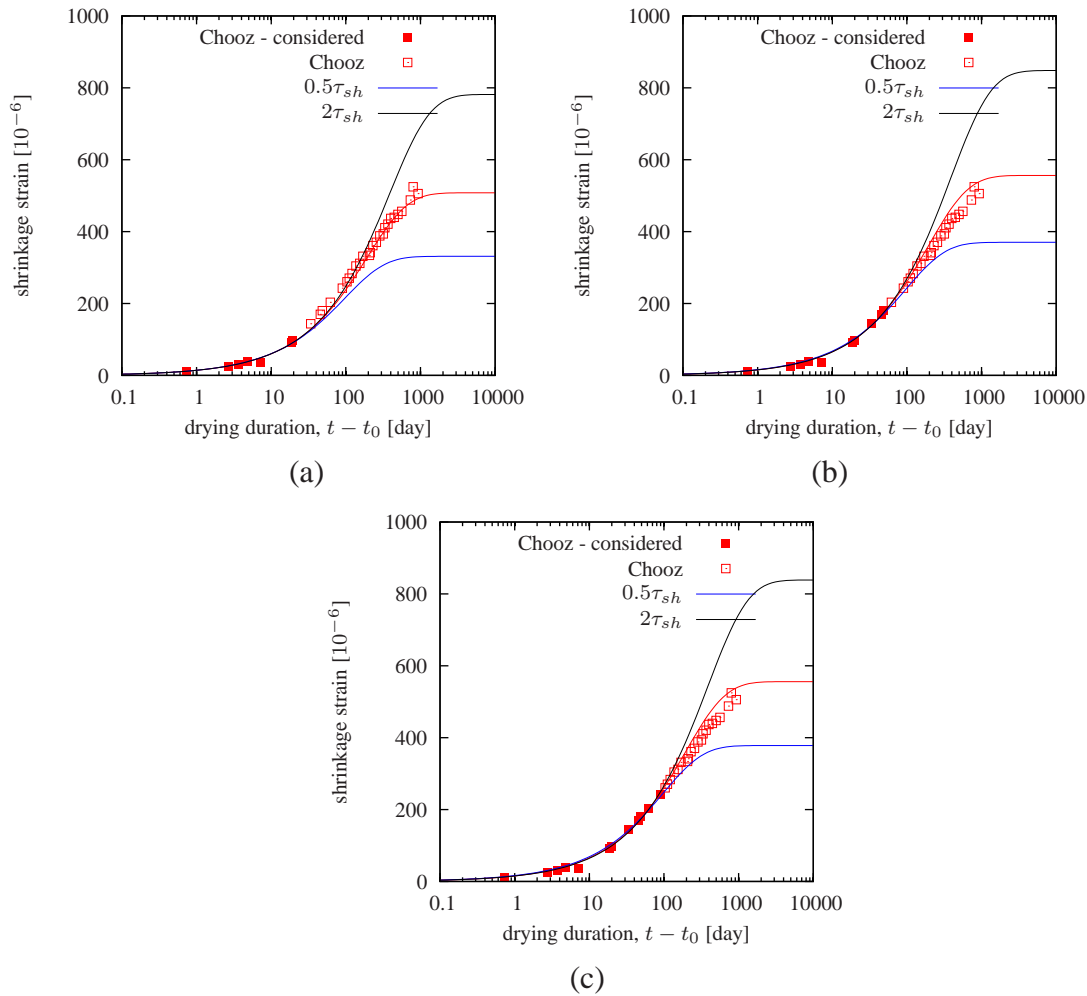 1000
800
600
400
200
0
shrinkage strain [10⁻⁶]
Chooz - considered
Chooz
0.5τ_sh
2τ_sh
0.1 1 10 100 1000 10000
drying duration, t − t₀ [day]
(a)
1000
800
600
400
200
0
shrinkage strain [10⁻⁶]
Chooz - considered
Chooz
0.5τ_sh
2τ_sh
0.1 1 10 100 1000 10000
drying duration, t − t₀ [day]
(b)
1000
800
600
400
200
0
shrinkage strain [10⁻⁶]
Chooz - considered
Chooz
0.5τ_sh
2τ_sh
0.1 1 10 100 1000 10000
drying duration, t − t₀ [day]
(c)